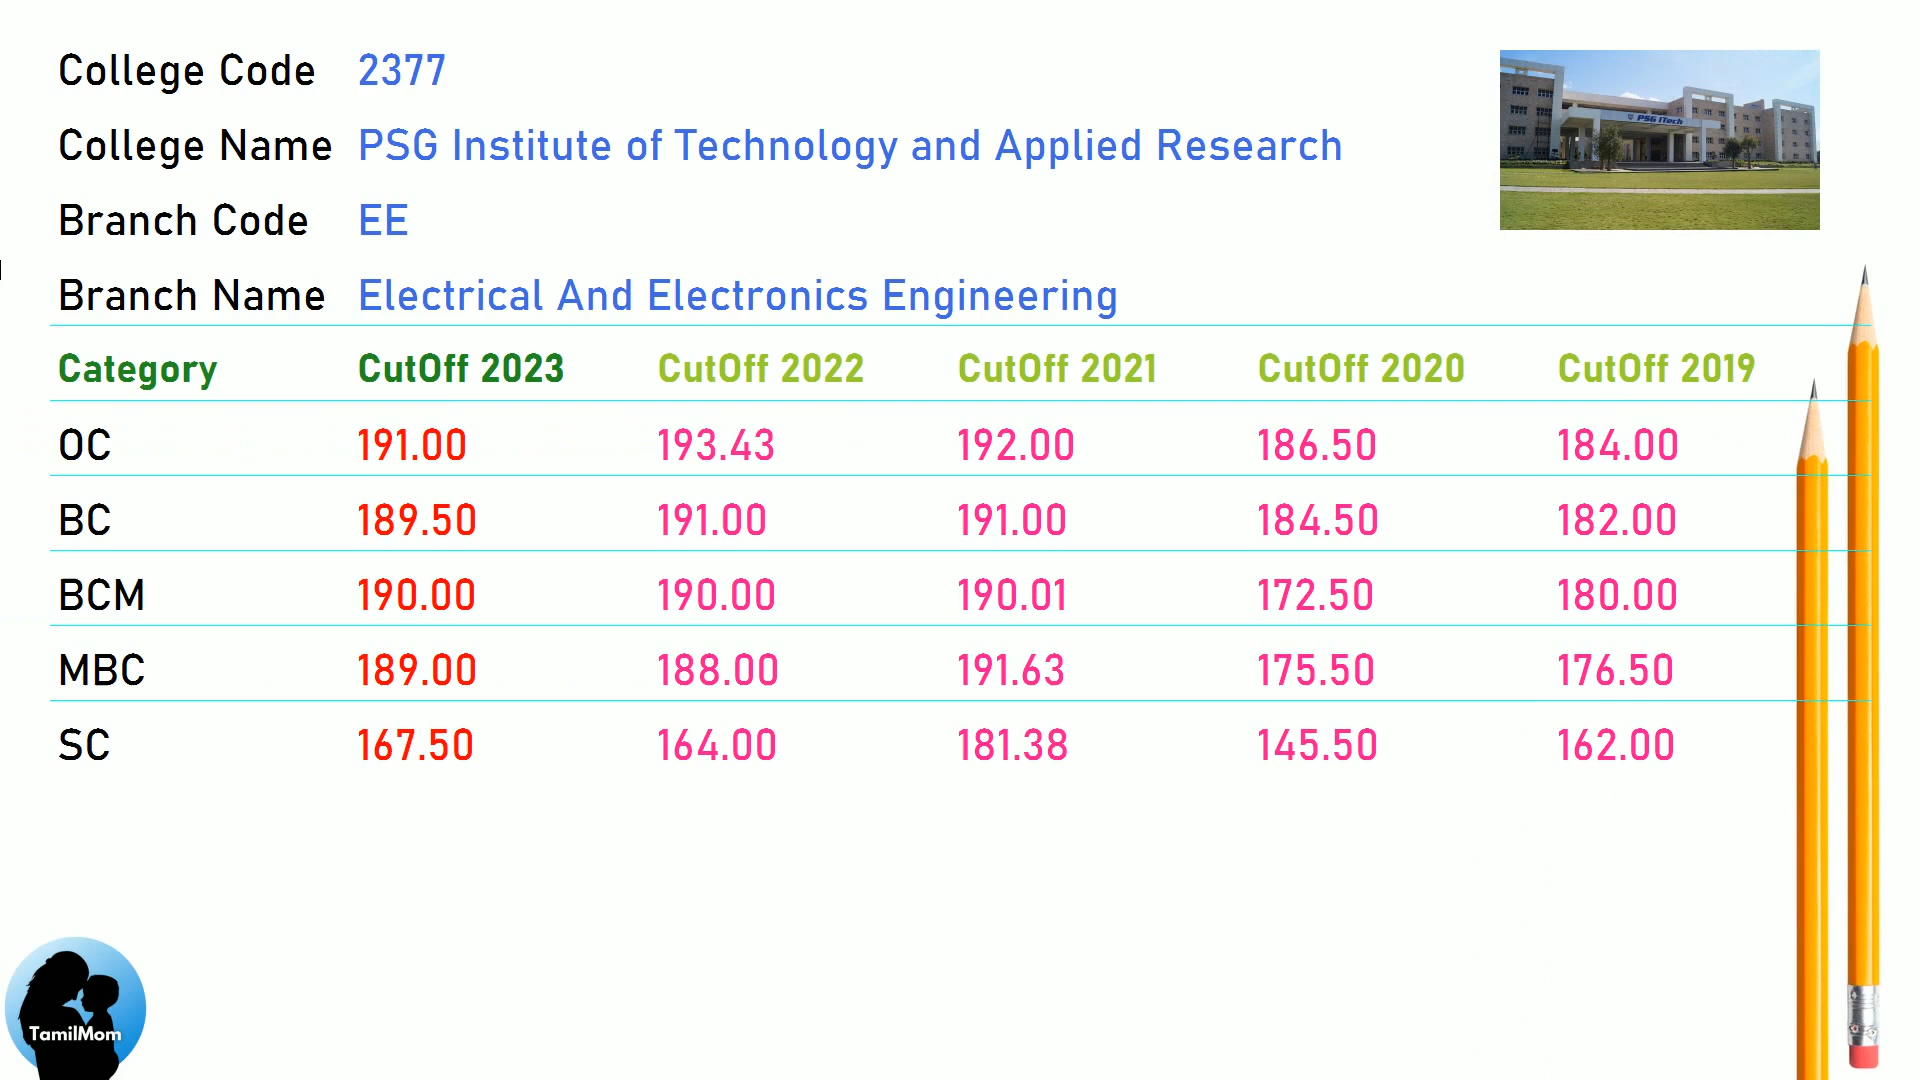 College Code 2377
College Name PSG Institute of Technology and Applied Research
PSG iTech
Branch Code EE
Branch Name Electrical And Electronics Engineering
Category CutOff 2023 CutOff 2022 CutOff 2021 CutOff 2020 CutOff 2019
OC 191.00 193.43 192.00 186.50 184.00
BC 189.50 191.00 191.00 184.50 182.00
BCM 190.00 190.00 190.01 172.50 180.00
MBC 189.00 188.00 191.63 175.50 176.50
SC 167.50 164.00 181.38 145.50 162.00
TamilMom